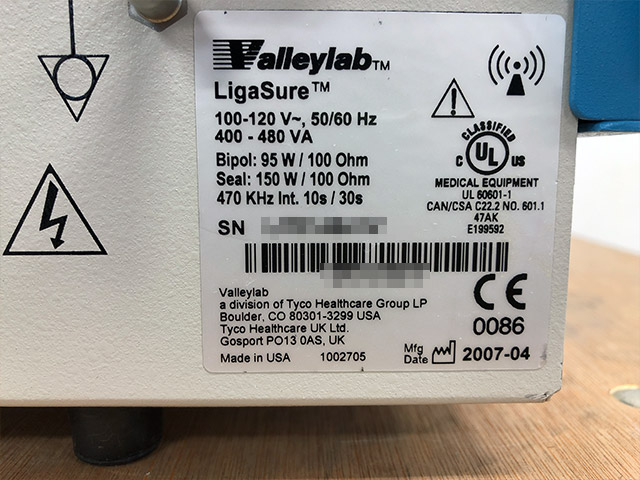 Valleylab™
LigaSure™
100-120 V~, 50/60 Hz
400 - 480 VA
Bipol: 95 W / 100 Ohm
Seal: 150 W / 100 Ohm
470 KHz Int. 10s / 30s
SN
CLASSIFIED
C UL US
MEDICAL EQUIPMENT
UL 60601-1
CAN/CSA C22.2 NO. 601.1
47AK
E199592
Valleylab
a division of Tyco Healthcare Group LP
Boulder, CO 80301-3299 USA
Tyco Healthcare UK Ltd.
Gosport PO13 0AS, UK
Made in USA 1002705
CE
0086
Mfg
Date 2007-04